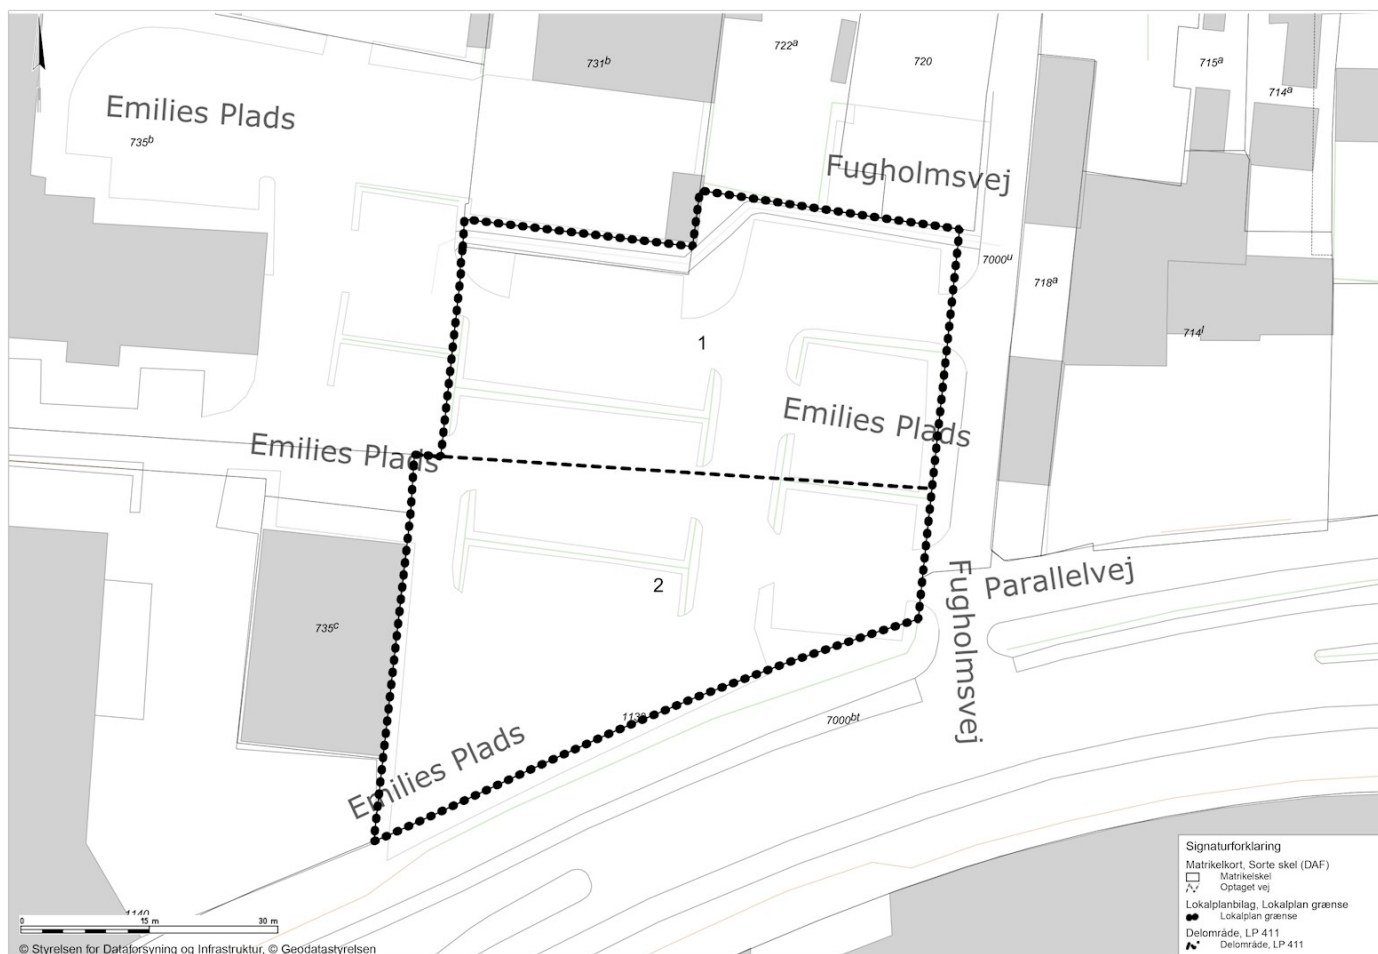 731ᵇ
722ᵃ
720
715ᵃ
714ᵃ
Emilies Plads
735ᵇ
Fugholmsvej
7000ᵘ
718ᵃ
714ˡ
1
Emilies Plads
Emilies Plads
2
Fugholmsvej
Parallelvej
735ᶜ
7000ᵇᵗ
Emilies Plads
1140
0 15 m 30 m
© Styrelsen for Dataforsyning og Infrastruktur, © Geodatastyrelsen
Signaturforklaring
Matrikelkort, Sorte skel (DAF)
Matrikelskel
Optaget vej
Lokalplanbilag, Lokalplan grænse
Lokalplan grænse
Delområde, LP 411
Delområde, LP 411